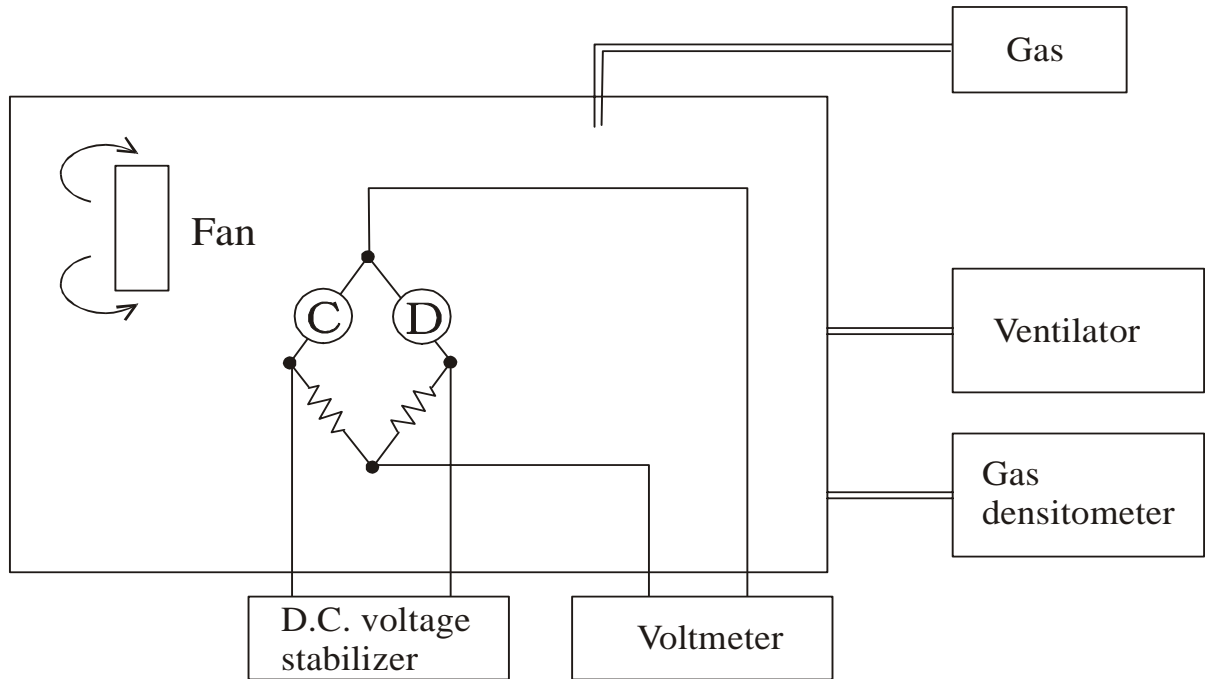 Gas
Fan
C
D
Ventilator
Gas
densitometer
D.C. voltage
stabilizer
Voltmeter